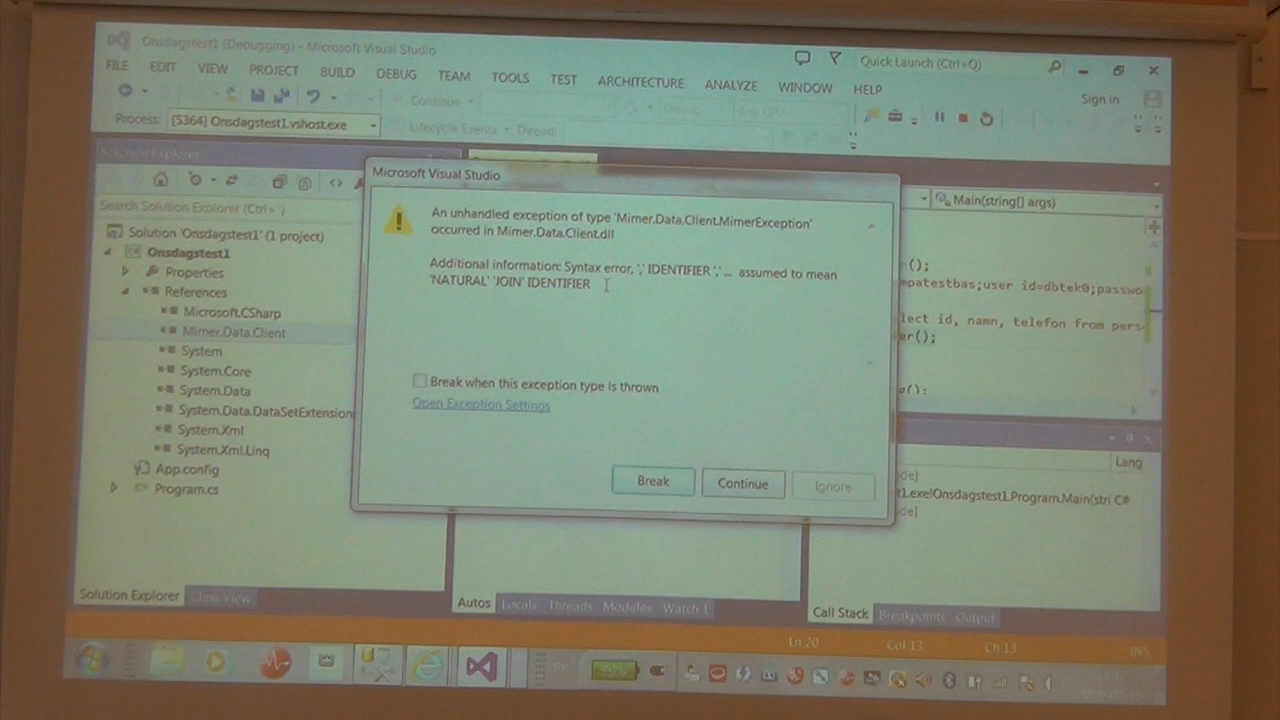 Onsdagstest1 (Debugging) - Microsoft Visual Studio
Quick Launch (Ctrl+Q)
FILE EDIT VIEW PROJECT BUILD DEBUG TEAM TOOLS TEST ARCHITECTURE ANALYZE WINDOW HELP
Sign in
Continue
Process: [5364] Onsdagstest1.vshost.exe
Lifecycle Events Thread:
Solution Explorer
Search Solution Explorer (Ctrl+¨)
Solution 'Onsdagstest1' (1 project)
Onsdagstest1
Properties
References
Microsoft.CSharp
Mimer.Data.Client
System
System.Core
System.Data
System.Data.DataSetExtension
System.Xml
System.Xml.Linq
App.config
Program.cs
Solution Explorer Class View
Microsoft Visual Studio
An unhandled exception of type 'Mimer.Data.Client.MimerException'
occurred in Mimer.Data.Client.dll
Additional information: Syntax error, ',' IDENTIFIER ',' ... assumed to mean
'NATURAL' 'JOIN' IDENTIFIER
Break when this exception type is thrown
Open Exception Settings
Break Continue Ignore
Main(string[] args)
();
mpatestbas;user id=dbtek0;passwo
lect id, namn, telefon from pers
er();
Lang
ode]
t1.exe!Onsdagstest1.Program.Main(stri C#
ode]
Autos Locals Threads Modules Watch 1
Call Stack Breakpoints Output
Ln 20 Col 13 Ch 13 INS